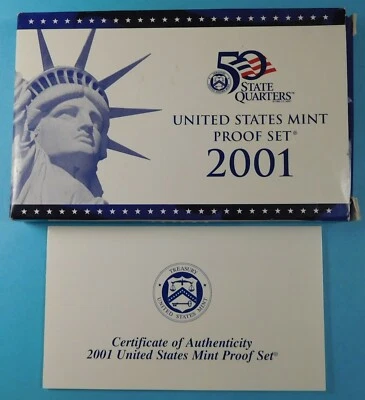 50
STATE
QUARTERS™
UNITED STATES MINT
PROOF SET®
2001
TREASURY
UNITED STATES MINT
Certificate of Authenticity
2001 United States Mint Proof Set®